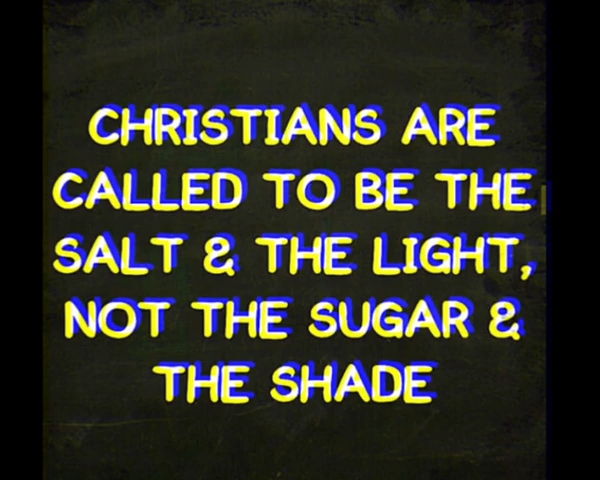 CHRISTIANS ARE
CALLED TO BE THE
SALT & THE LIGHT,
NOT THE SUGAR &
THE SHADE